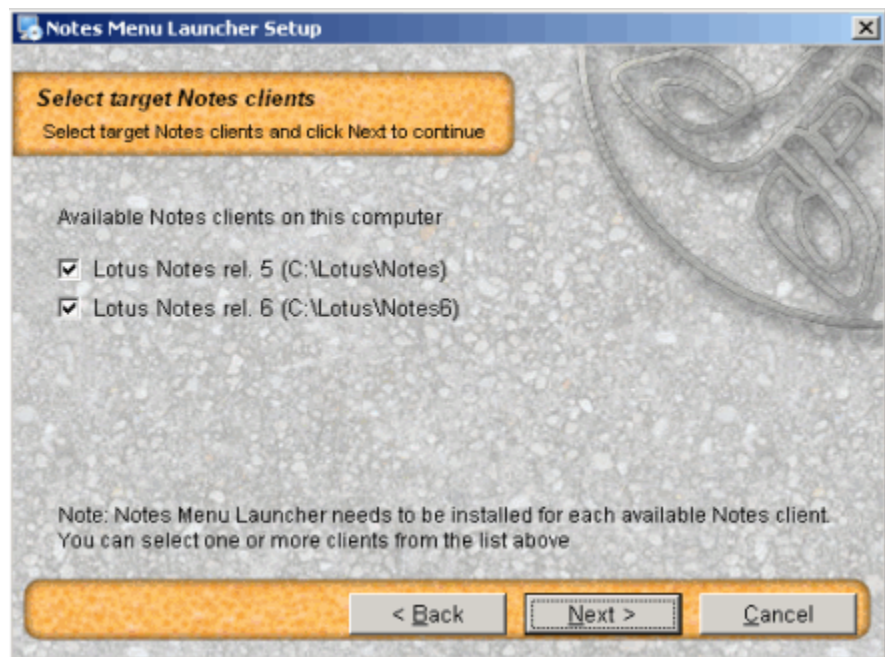 Notes Menu Launcher Setup
Select target Notes clients
Select target Notes clients and click Next to continue
Available Notes clients on this computer
Lotus Notes rel. 5 (C:\Lotus\Notes)
Lotus Notes rel. 6 (C:\Lotus\Notes6)
Note: Notes Menu Launcher needs to be installed for each available Notes client.
You can select one or more clients from the list above
< Back Next > Cancel